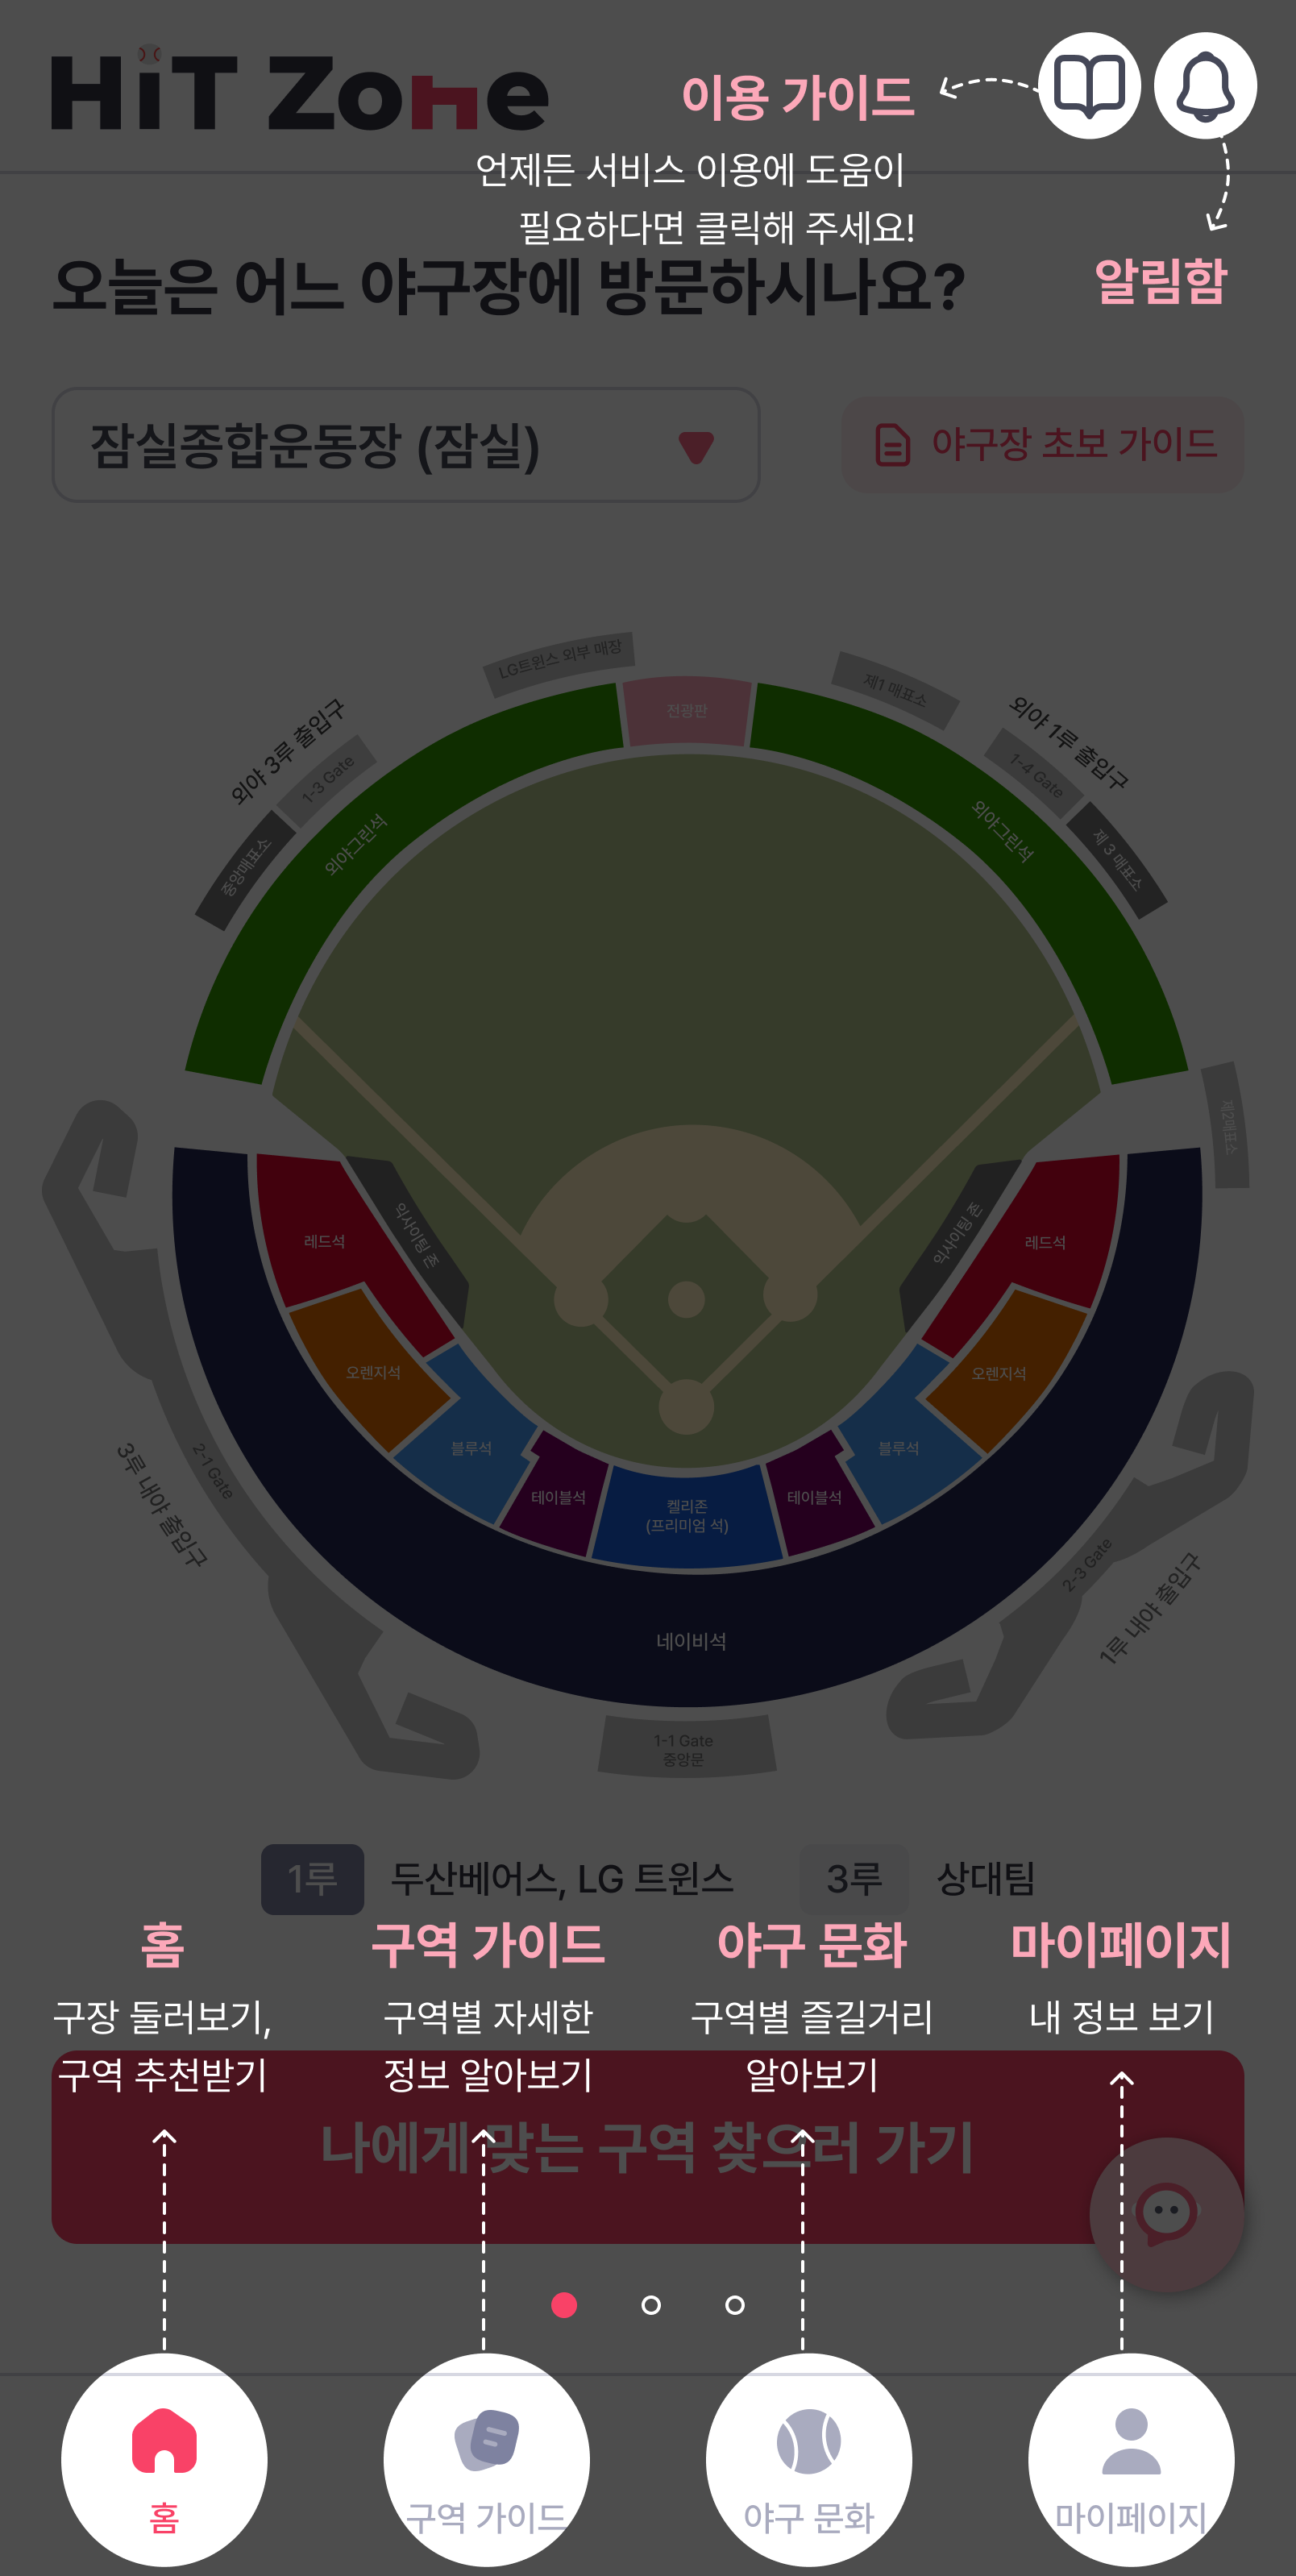 HiT Zone
이용 가이드
언제든 서비스 이용에 도움이
필요하다면 클릭해 주세요!
알림함
오늘은 어느 야구장에 방문하시나요?
잠실종합운동장 (잠실)
야구장 초보 가이드
LG트윈스 외부 매장
전광판
제1 매표소
외야 3루 출입구
1-3 Gate
중앙매표소
외야그린석
외야 1루 출입구
1-4 Gate
제 3 매표소
외야그린석
제2매표소
레드석
익사이팅 존
익사이팅 존
레드석
오렌지석
오렌지석
블루석
블루석
테이블석
켈리존
(프리미엄 석)
테이블석
2-1 Gate
3루 내야 출입구
2-3 Gate
1루 내야 출입구
네이비석
1-1 Gate
중앙문
1루 두산베어스, LG 트윈스 3루 상대팀
홈
구장 둘러보기,
구역 추천받기
구역 가이드
구역별 자세한
정보 알아보기
야구 문화
구역별 즐길거리
알아보기
마이페이지
내 정보 보기
나에게 맞는 구역 찾으러 가기
홈
구역 가이드
야구 문화
마이페이지